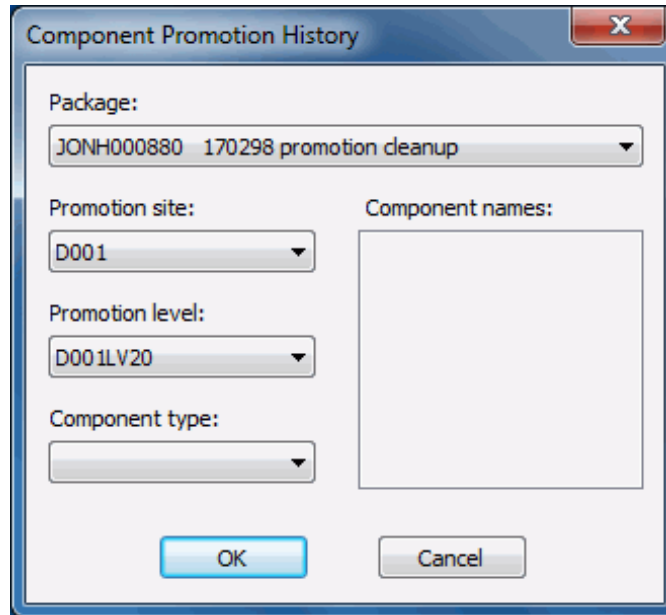 Component Promotion History
Package:
JONH000880 170298 promotion cleanup
Promotion site:
D001
Component names:
Promotion level:
D001LV20
Component type:
OK
Cancel